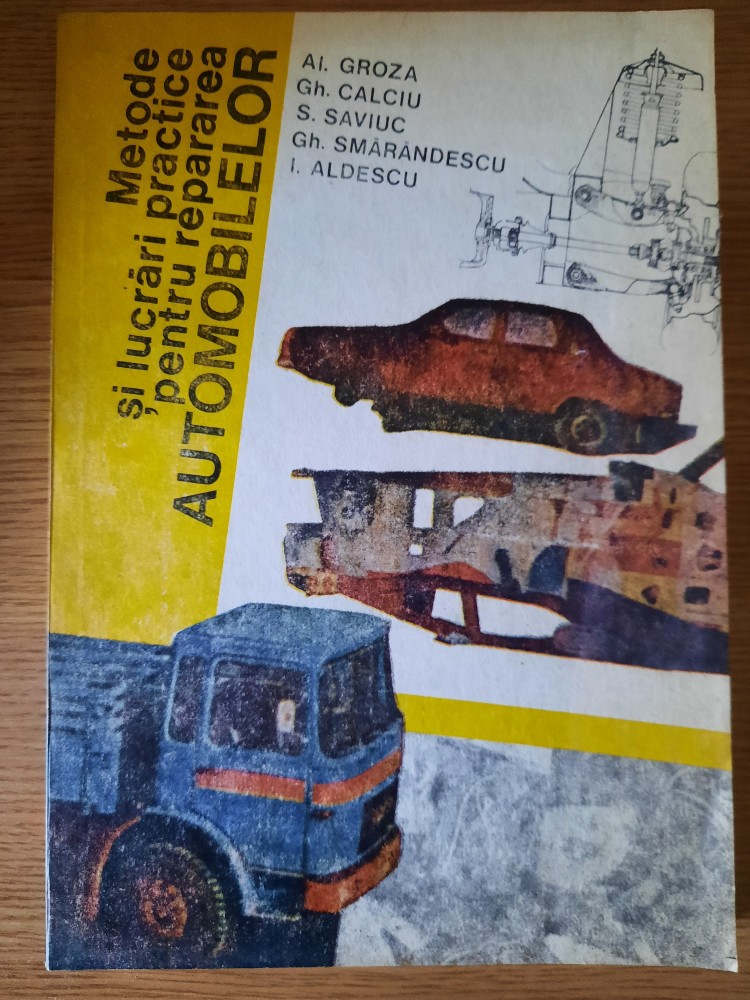 Metode
și lucrări practice
pentru repararea
AUTOMOBILELOR
Al. GROZA
Gh. CALCIU
S. SAVIUC
Gh. SMĂRĂNDESCU
I. ALDESCU